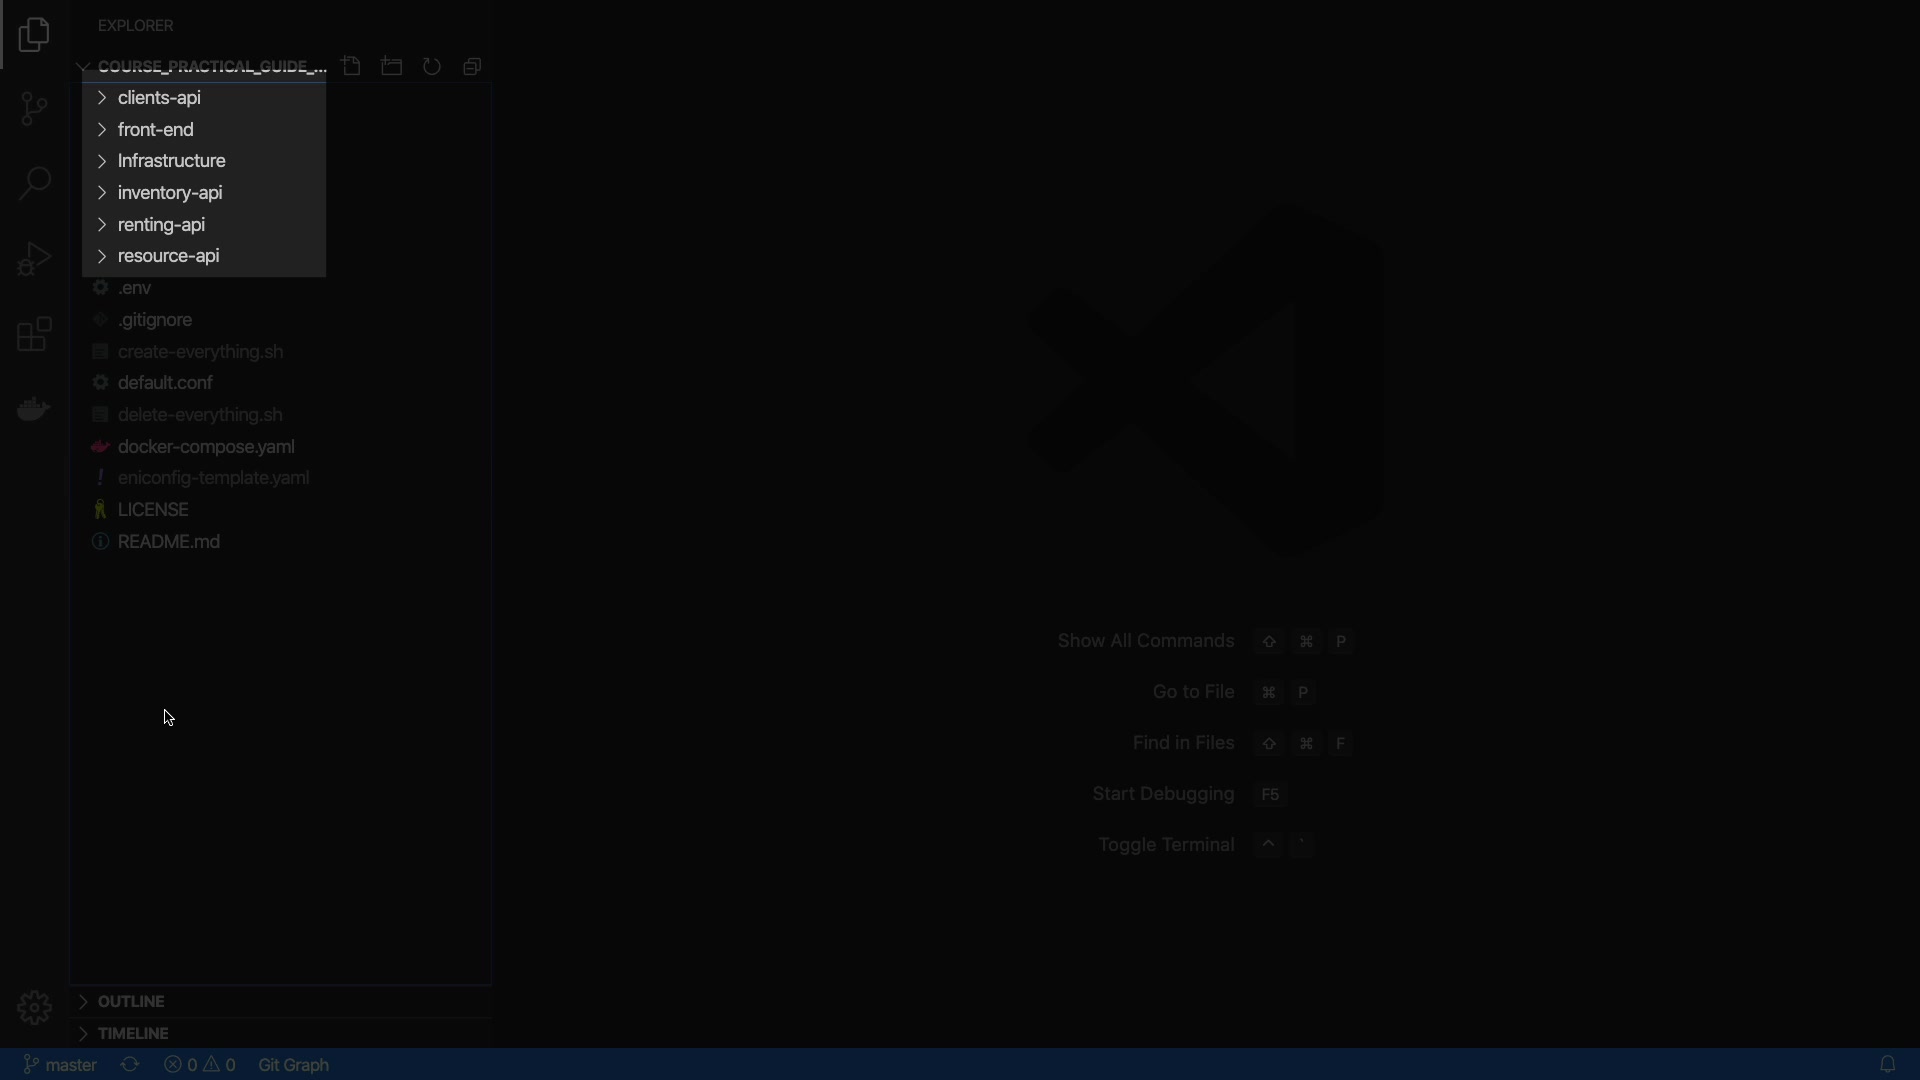 EXPLORER
COURSE_PRACTICAL_GUIDE_...
clients-api
front-end
Infrastructure
inventory-api
renting-api
resource-api
.env
.gitignore
create-everything.sh
default.conf
delete-everything.sh
docker-compose.yaml
eniconfig-template.yaml
LICENSE
README.md
Show All Commands ⇧ ⌘ P
Go to File ⌘ P
Find in Files ⇧ ⌘ F
Start Debugging F5
Toggle Terminal ^ `
OUTLINE
TIMELINE
master 0 0 Git Graph